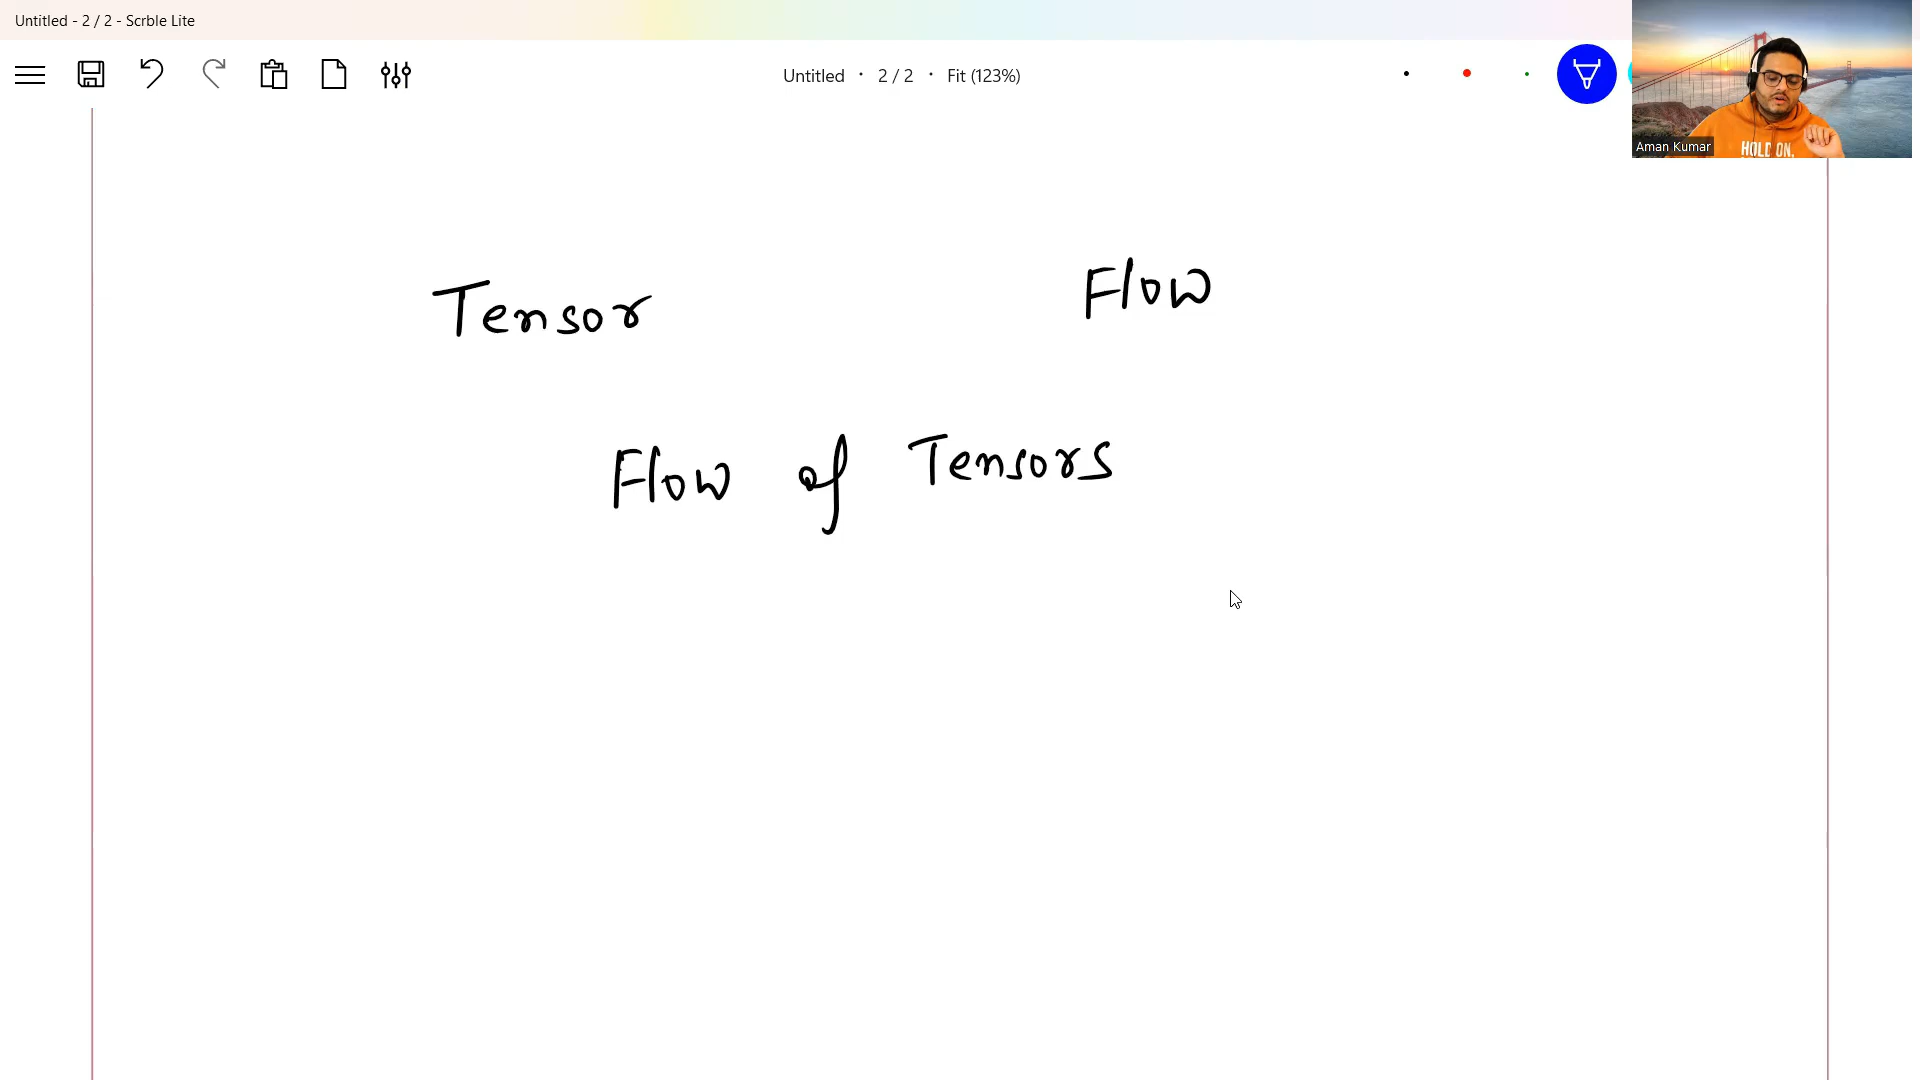 Untitled - 2 / 2 - Scrble Lite
Untitled · 2 / 2 · Fit (123%)
HOLD ON.
Aman Kumar
Tensor Flow
Flow of Tensors